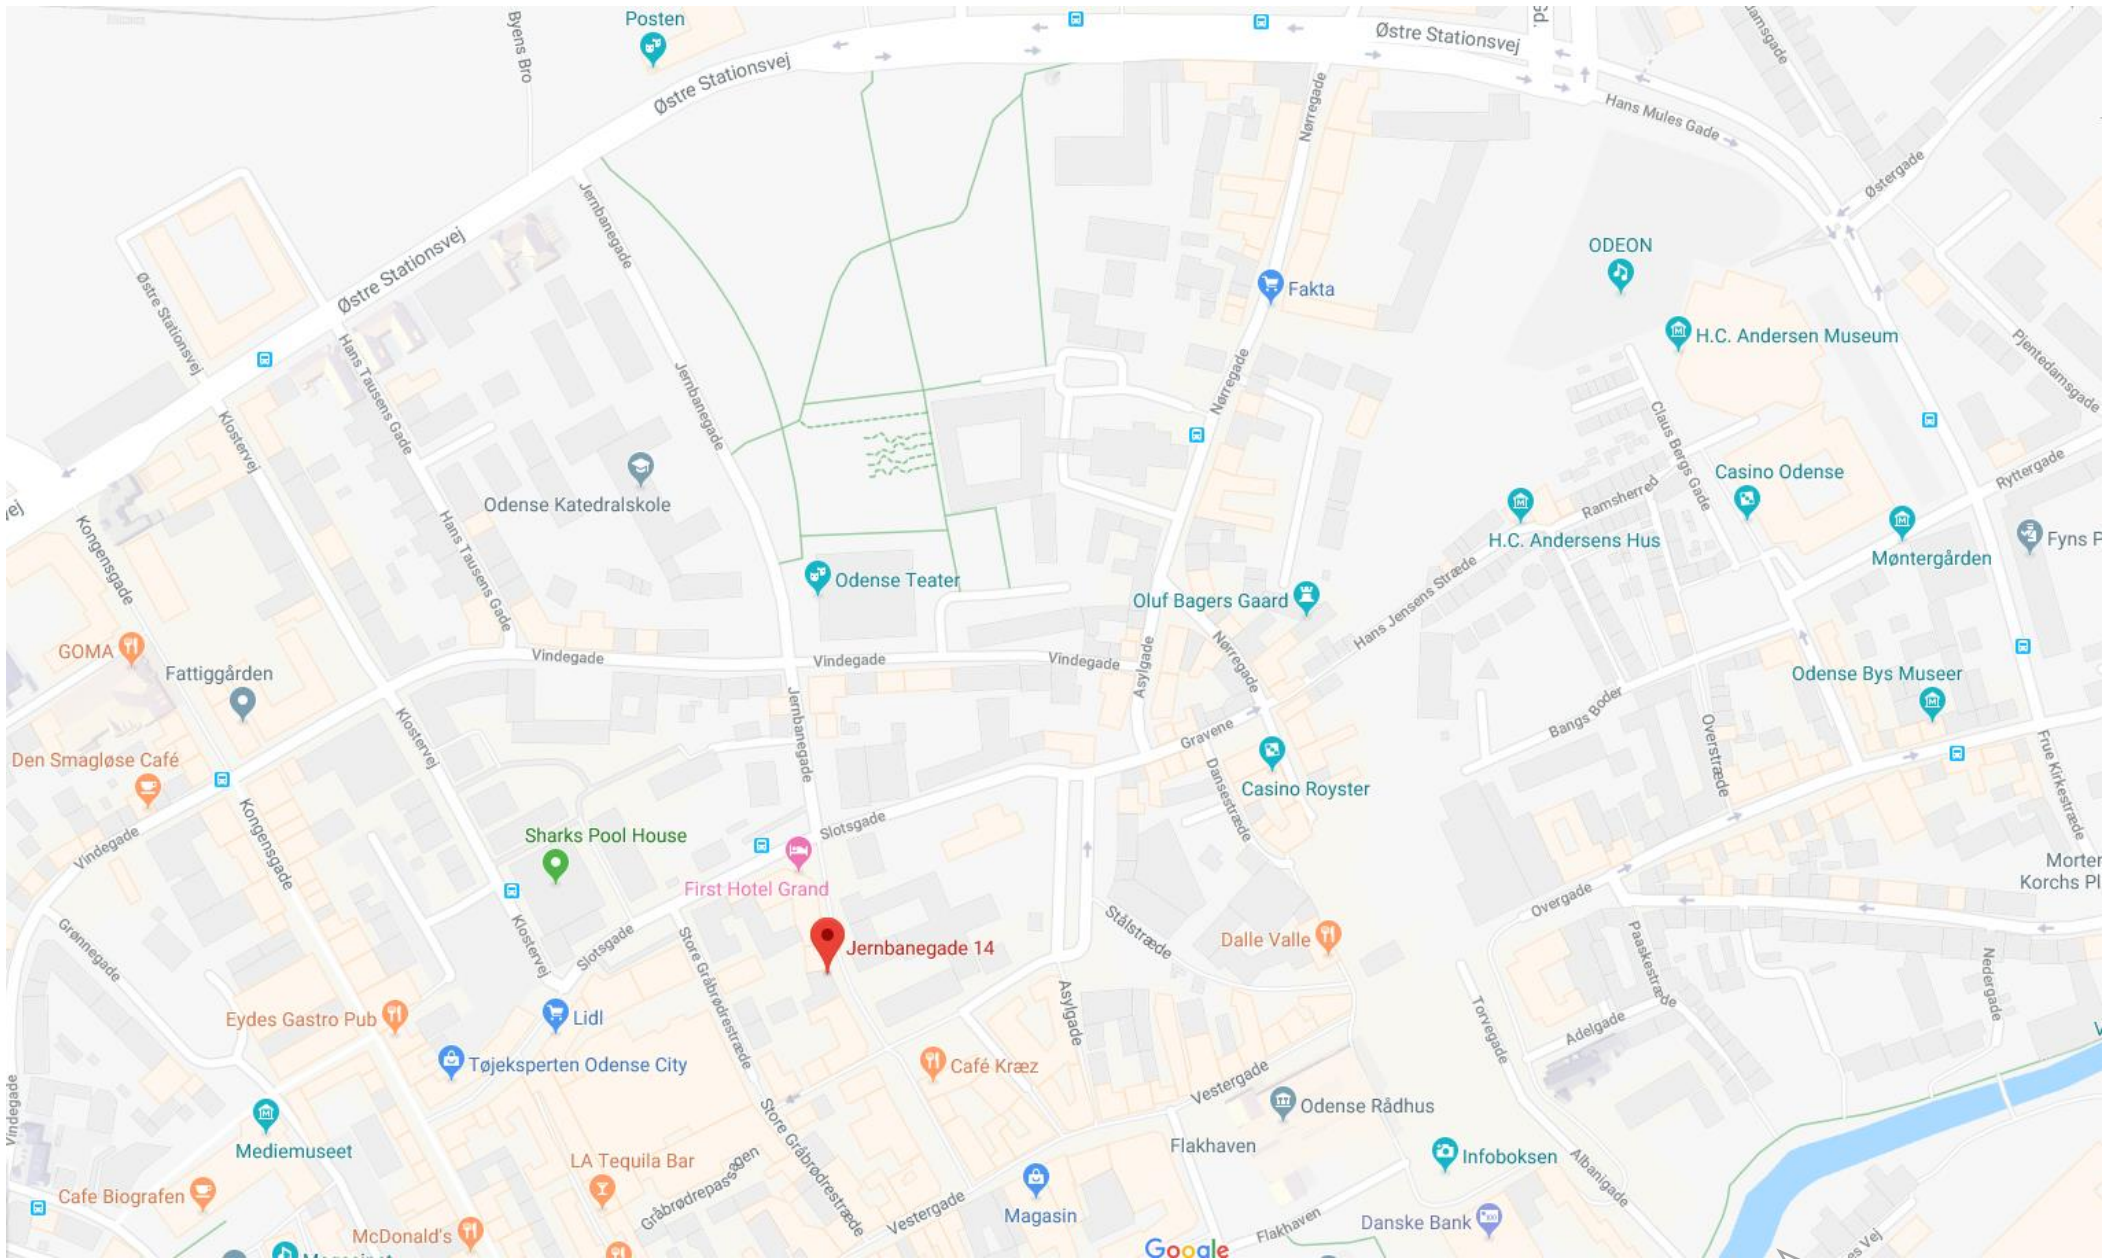 Posten
Byens Bro
Østre Stationsvej
Østre Stationsvej
Damsgade
Nørregade
Hans Mules Gade
Østergade
Jernbanegade
Østre Stationsvej
Østre Stationsvej
ODEON
Fakta
H.C. Andersen Museum
Pjentedamsgade
Hans Tausens Gade
Jernbanegade
Nørregade
Klostervej
Claus Bergs Gade
Odense Katedralskole
Casino Odense
Ryttergade
Ramsherred
Kongensgade
Hans Tausens Gade
H.C. Andersens Hus
Møntergården
Fyns P
Odense Teater
Oluf Bagers Gaard
Hans Jensens Stræde
GOMA
Vindegade
Vindegade
Vindegade
Asylgade
Nørregade
Fattiggården
Odense Bys Museer
Jernbanegade
Klostervej
Gravene
Bangs Boder
Overstræde
Frue Kirkestræde
Den Smagløse Café
Casino Royster
Dansestræde
Vindegade
Kongensgade
Sharks Pool House
Slotsgade
First Hotel Grand
Morten
Korchs Pl
Overgade
Grønnegade
Klostervej
Slotsgade
Store Gråbrødrestræde
Jernbanegade 14
Stålstræde
Dalle Valle
Paaskestræde
Nedergade
Eydes Gastro Pub
Lidl
Asylgade
Torvegade
Adelgade
Tøjeksperten Odense City
Café Kræz
Vestergade
Odense Rådhus
Vindegade
Mediemuseet
Store Gråbrødrestræde
Flakhaven
Infoboksen
Albanigade
LA Tequila Bar
Gråbrødrepassagen
Cafe Biografen
Vestergade
Magasin
Flakhaven
Danske Bank
McDonald's
Google